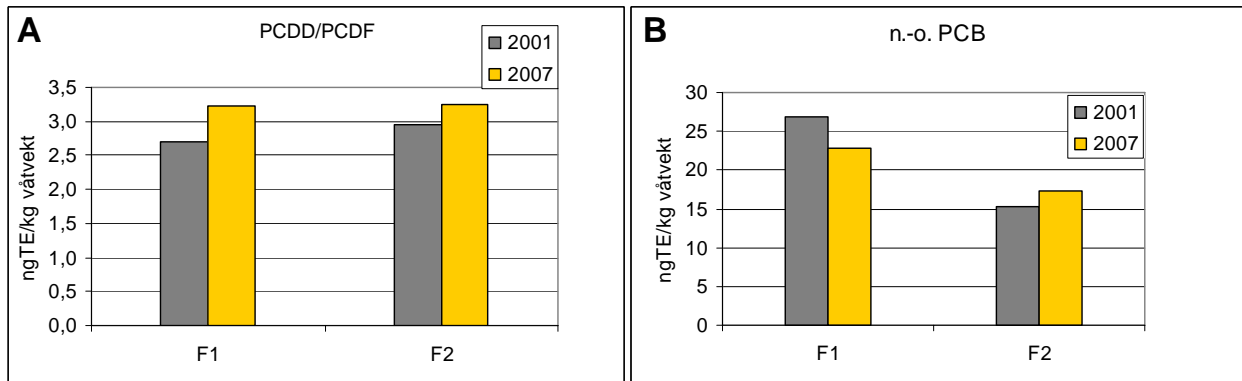 A
PCDD/PCDF
2001
2007
ngTE/kg våtvekt
3,5
3,0
2,5
2,0
1,5
1,0
0,5
0,0
F1 F2
B
n.-o. PCB
2001
2007
ngTE/kg våtvekt
30
25
20
15
10
5
0
F1 F2